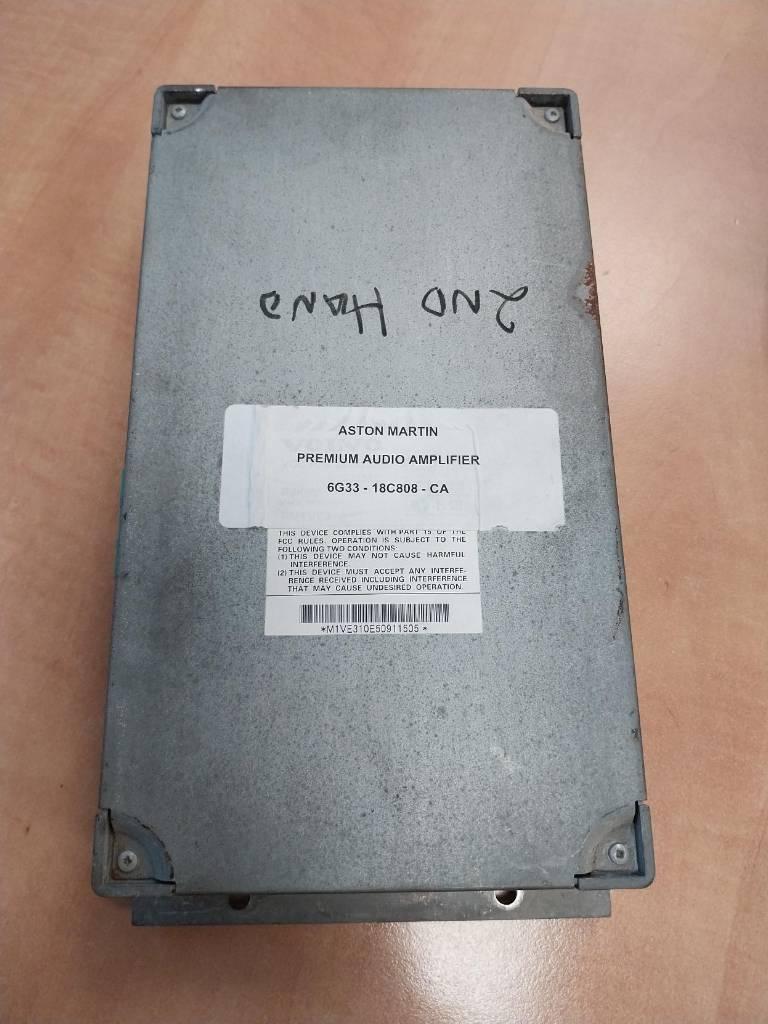 2ND HAND
ASTON MARTIN
PREMIUM AUDIO AMPLIFIER
6G33 - 18C808 - CA
THIS DEVICE COMPLIES WITH PART 15 OF THE
FCC RULES. OPERATION IS SUBJECT TO THE
FOLLOWING TWO CONDITIONS:
(1) THIS DEVICE MAY NOT CAUSE HARMFUL
INTERFERENCE.
(2) THIS DEVICE MUST ACCEPT ANY INTERFE-
RENCE RECEIVED INCLUDING INTERFERENCE
THAT MAY CAUSE UNDESIRED OPERATION.
*M1VE310E50911505*